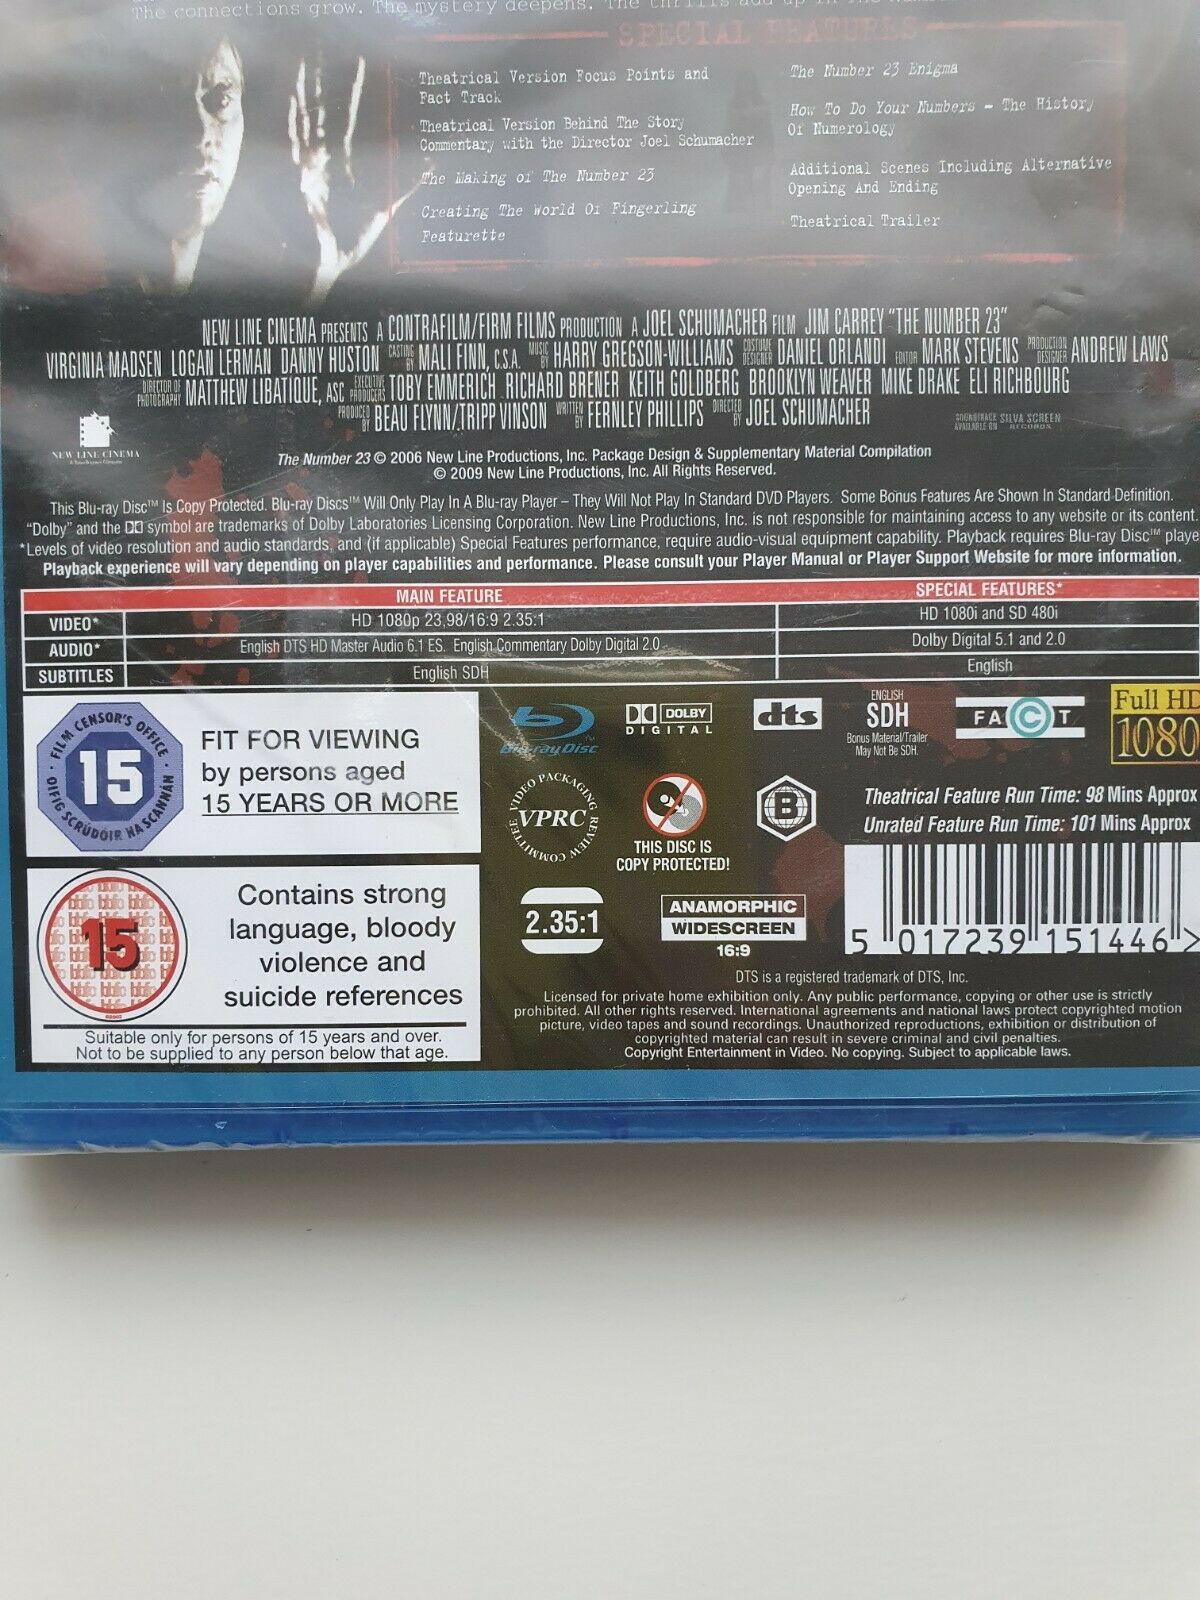 The connections grow. The mystery deepens. The thrills add up in The
SPECIAL FEATURES
Theatrical Version Focus Points and
Fact Track
Theatrical Version Behind The Story
Commentary with the Director Joel Schumacher
The Making of The Number 23
Creating The World Of Fingerling
Featurette
The Number 23 Enigma
How To Do Your Numbers - The History
Of Numerology
Additional Scenes Including Alternative
Opening And Ending
Theatrical Trailer
NEW LINE CINEMA PRESENTS A CONTRAFILM/FIRM FILMS PRODUCTION A JOEL SCHUMACHER FILM JIM CARREY "THE NUMBER 23"
VIRGINIA MADSEN LOGAN LERMAN DANNY HUSTON CASTING BY MALI FINN, C.S.A. MUSIC BY HARRY GREGSON-WILLIAMS COSTUME DESIGNER DANIEL ORLANDI EDITOR MARK STEVENS PRODUCTION DESIGNER ANDREW LAWS
DIRECTOR OF PHOTOGRAPHY MATTHEW LIBATIQUE, ASC EXECUTIVE PRODUCERS TOBY EMMERICH RICHARD BRENER KEITH GOLDBERG BROOKLYN WEAVER MIKE DRAKE ELI RICHBOURG
PRODUCED BY BEAU FLYNN/TRIPP VINSON WRITTEN BY FERNLEY PHILLIPS DIRECTED BY JOEL SCHUMACHER
SOUNDTRACK AVAILABLE ON SILVA SCREEN RECORDS
NEW LINE CINEMA
The Number 23 © 2006 New Line Productions, Inc. Package Design & Supplementary Material Compilation
© 2009 New Line Productions, Inc. All Rights Reserved.
This Blu-ray Disc™ Is Copy Protected. Blu-ray Discs™ Will Only Play In A Blu-ray Player – They Will Not Play In Standard DVD Players. Some Bonus Features Are Shown In Standard Definition.
"Dolby" and the symbol are trademarks of Dolby Laboratories Licensing Corporation. New Line Productions, Inc. is not responsible for maintaining access to any website or its content.
*Levels of video resolution and audio standards, and (if applicable) Special Features performance, require audio-visual equipment capability. Playback requires Blu-ray Disc™ playe
Playback experience will vary depending on player capabilities and performance. Please consult your Player Manual or Player Support Website for more information.
MAIN FEATURE SPECIAL FEATURES*
VIDEO* HD 1080p 23,98/16:9 2.35:1 HD 1080i and SD 480i
AUDIO* English DTS HD Master Audio 6.1 ES. English Commentary Dolby Digital 2.0 Dolby Digital 5.1 and 2.0
SUBTITLES English SDH English
FILM CENSOR'S OFFICE
15
OIFIG SCRÚDÓIR NA SCANNÁN
FIT FOR VIEWING
by persons aged
15 YEARS OR MORE
Blu-ray Disc
DOLBY
DIGITAL
dts
ENGLISH
SDH
Bonus Material/Trailer
May Not Be SDH.
FACT
Full HD
1080
VIDEO PACKAGING REVIEW COMMITTEE
VPRC
THIS DISC IS
COPY PROTECTED!
B
Theatrical Feature Run Time: 98 Mins Approx
Unrated Feature Run Time: 101 Mins Approx
15
Contains strong
language, bloody
violence and
suicide references
Suitable only for persons of 15 years and over.
Not to be supplied to any person below that age.
2.35:1
ANAMORPHIC
WIDESCREEN
16:9
5 017239 151446 >
DTS is a registered trademark of DTS, Inc.
Licensed for private home exhibition only. Any public performance, copying or other use is strictly
prohibited. All other rights reserved. International agreements and national laws protect copyrighted motion
picture, video tapes and sound recordings. Unauthorized reproductions, exhibition or distribution of
copyrighted material can result in severe criminal and civil penalties.
Copyright Entertainment in Video. No copying. Subject to applicable laws.